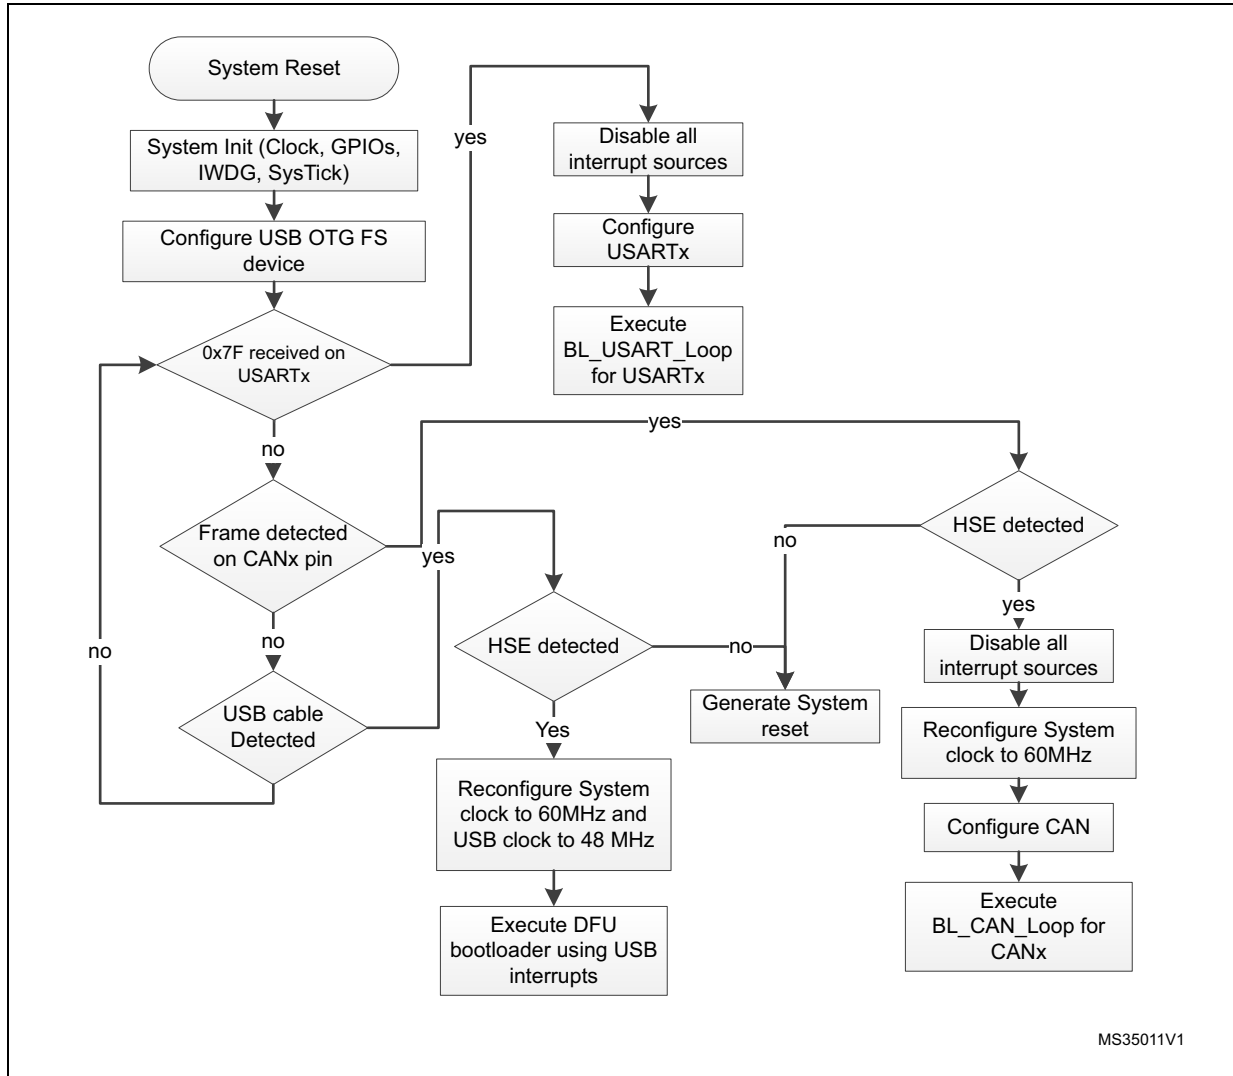 System Reset
System Init (Clock, GPIOs,
IWDG, SysTick)
Configure USB OTG FS
device
0x7F received on
USARTx
yes
Disable all
interrupt sources
Configure
USARTx
Execute
BL_USART_Loop
for USARTx
no
Frame detected
on CANx pin
yes
HSE detected
no
yes
Disable all
interrupt sources
Reconfigure System
clock to 60MHz
Configure CAN
Execute
BL_CAN_Loop for
CANx
no
USB cable
Detected
no
yes
HSE detected
no
Generate System
reset
Yes
Reconfigure System
clock to 60MHz and
USB clock to 48 MHz
Execute DFU
bootloader using USB
interrupts
MS35011V1